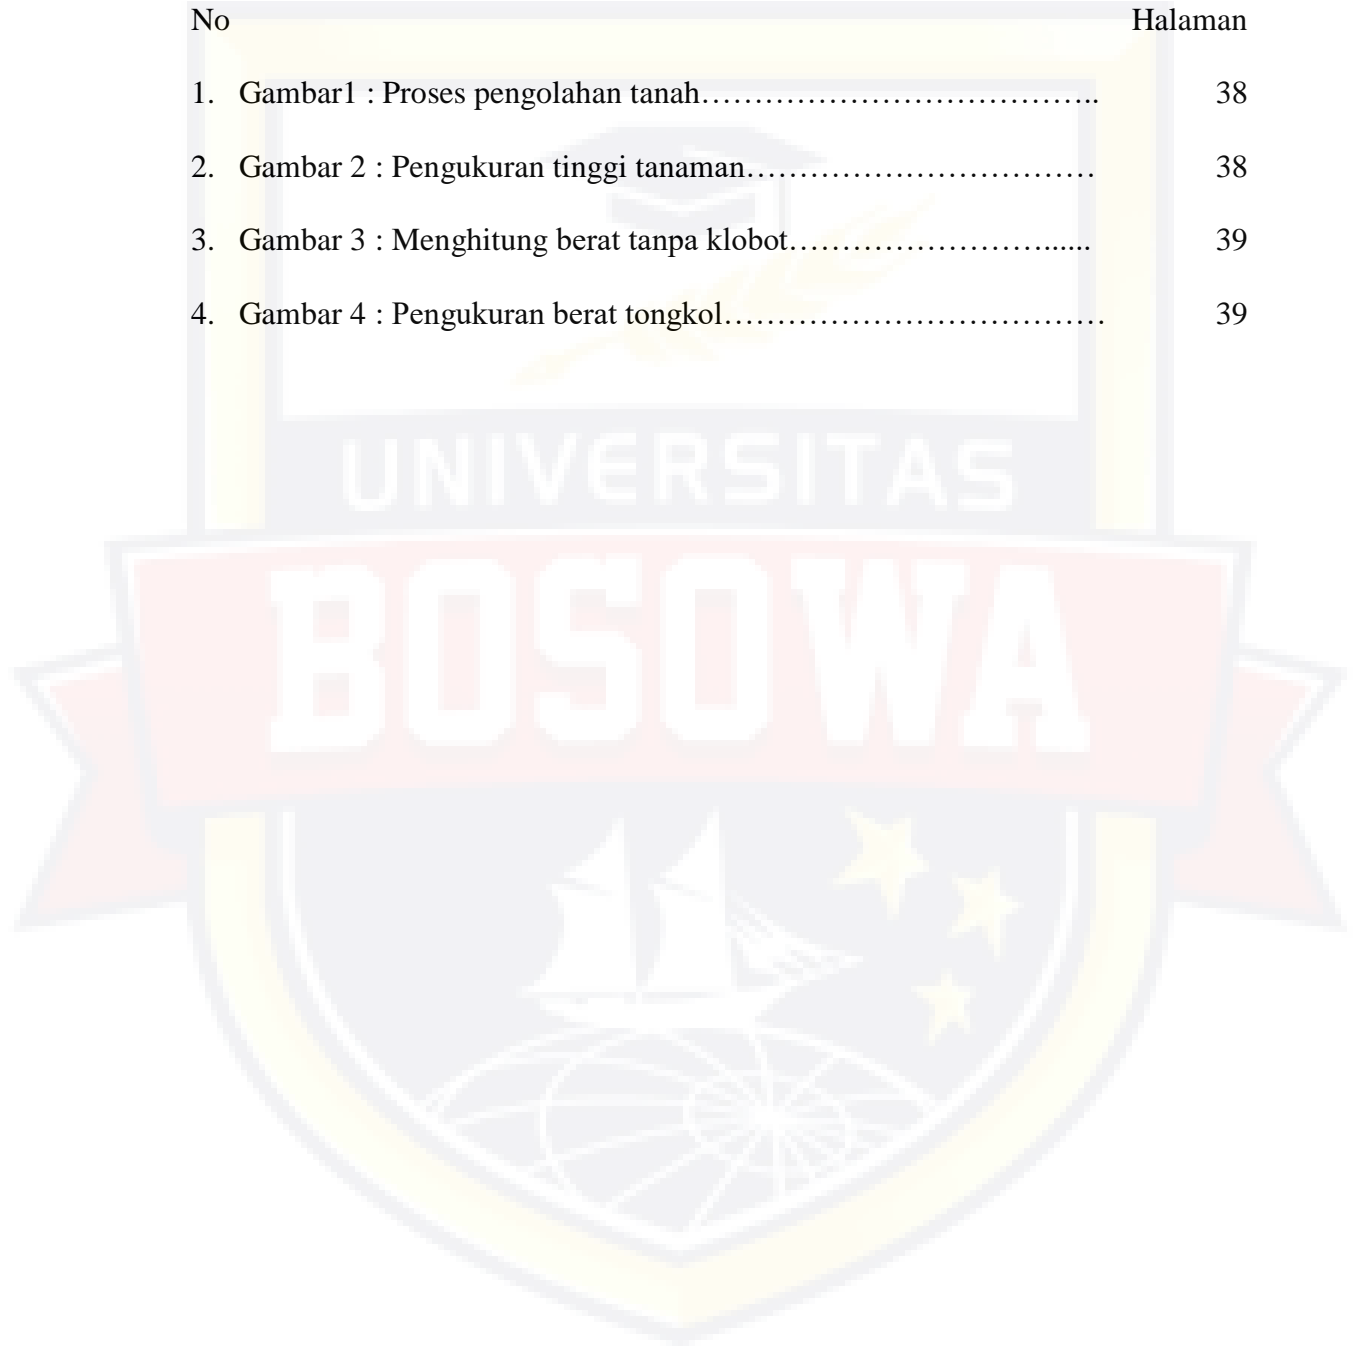 No Halaman
1. Gambar1 : Proses pengolahan tanah……………………………….. 38
2. Gambar 2 : Pengukuran tinggi tanaman…………………………… 38
3. Gambar 3 : Menghitung berat tanpa klobot……………………...... 39
4. Gambar 4 : Pengukuran berat tongkol……………………………… 39
UNIVERSITAS
BOSOWA